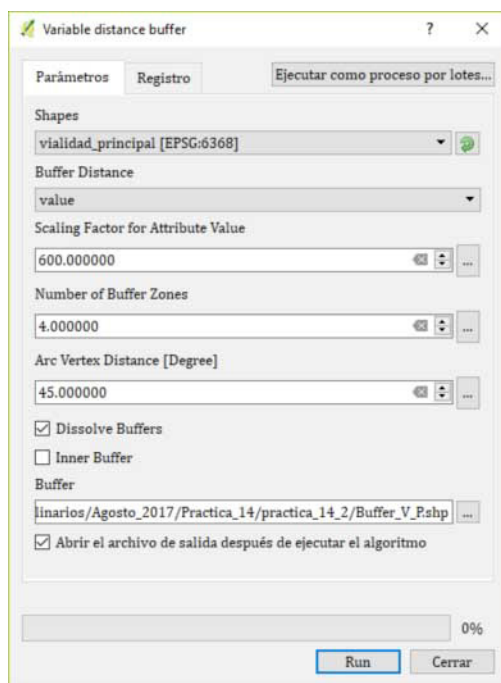 Variable distance buffer
?
Parámetros
Registro
Ejecutar como proceso por lotes...
Shapes
vialidad_principal [EPSG:6368]
Buffer Distance
value
Scaling Factor for Attribute Value
600.000000
...
Number of Buffer Zones
4.000000
...
Arc Vertex Distance [Degree]
45.000000
...
Dissolve Buffers
Inner Buffer
Buffer
linarios/Agosto_2017/Practica_14/practica_14_2/Buffer_V_P.shp
...
Abrir el archivo de salida después de ejecutar el algoritmo
0%
Run
Cerrar